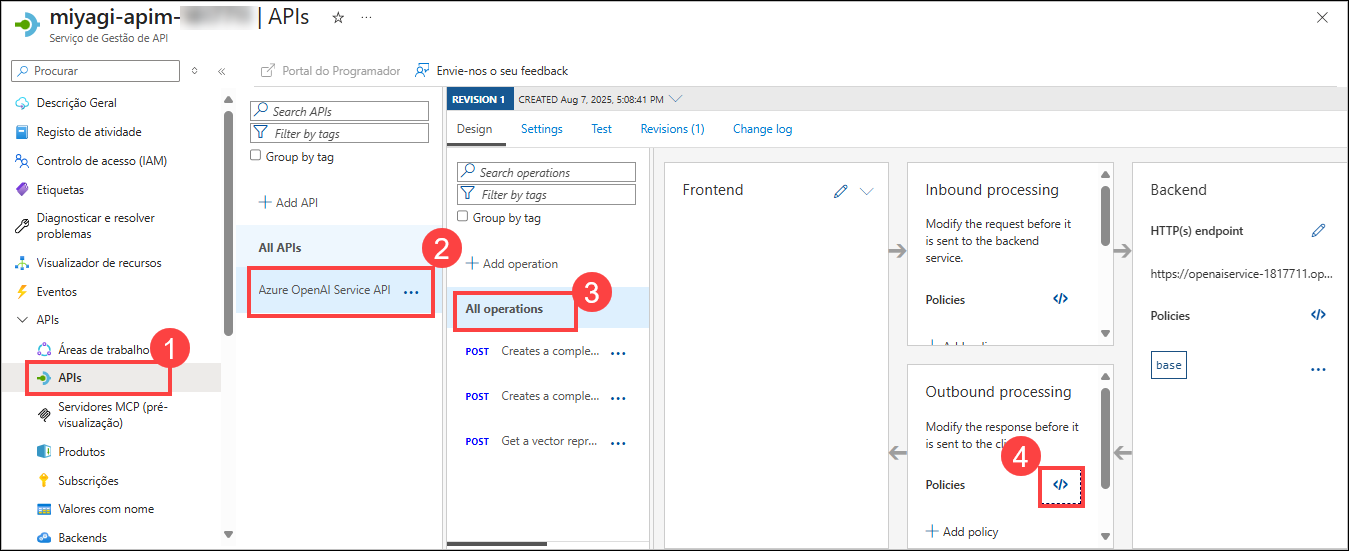 miyagi-apim- | APIs
Serviço de Gestão de API
Procurar
Descrição Geral
Registo de atividade
Controlo de acesso (IAM)
Etiquetas
Diagnosticar e resolver
problemas
Visualizador de recursos
Eventos
APIs
Áreas de trabalho
1
APIs
Servidores MCP (pré-
visualização)
Produtos
Subscrições
Valores com nome
Backends
Portal do Programador
Envie-nos o seu feedback
Search APIs
Filter by tags
Group by tag
Add API
All APIs
2
Azure OpenAI Service API
REVISION 1
CREATED Aug 7, 2025, 5:08:41 PM
Design
Settings
Test
Revisions (1)
Change log
Search operations
Filter by tags
Group by tag
Add operation
3
All operations
POST Creates a comple...
POST Creates a comple...
POST Get a vector repr...
Frontend
Inbound processing
Modify the request before it
is sent to the backend
service.
Policies </>
Add policy
Outbound processing
Modify the response before it
is sent to the
4
Policies </>
Add policy
Backend
HTTP(s) endpoint
https://openaiservice-1817711.op...
Policies </>
base